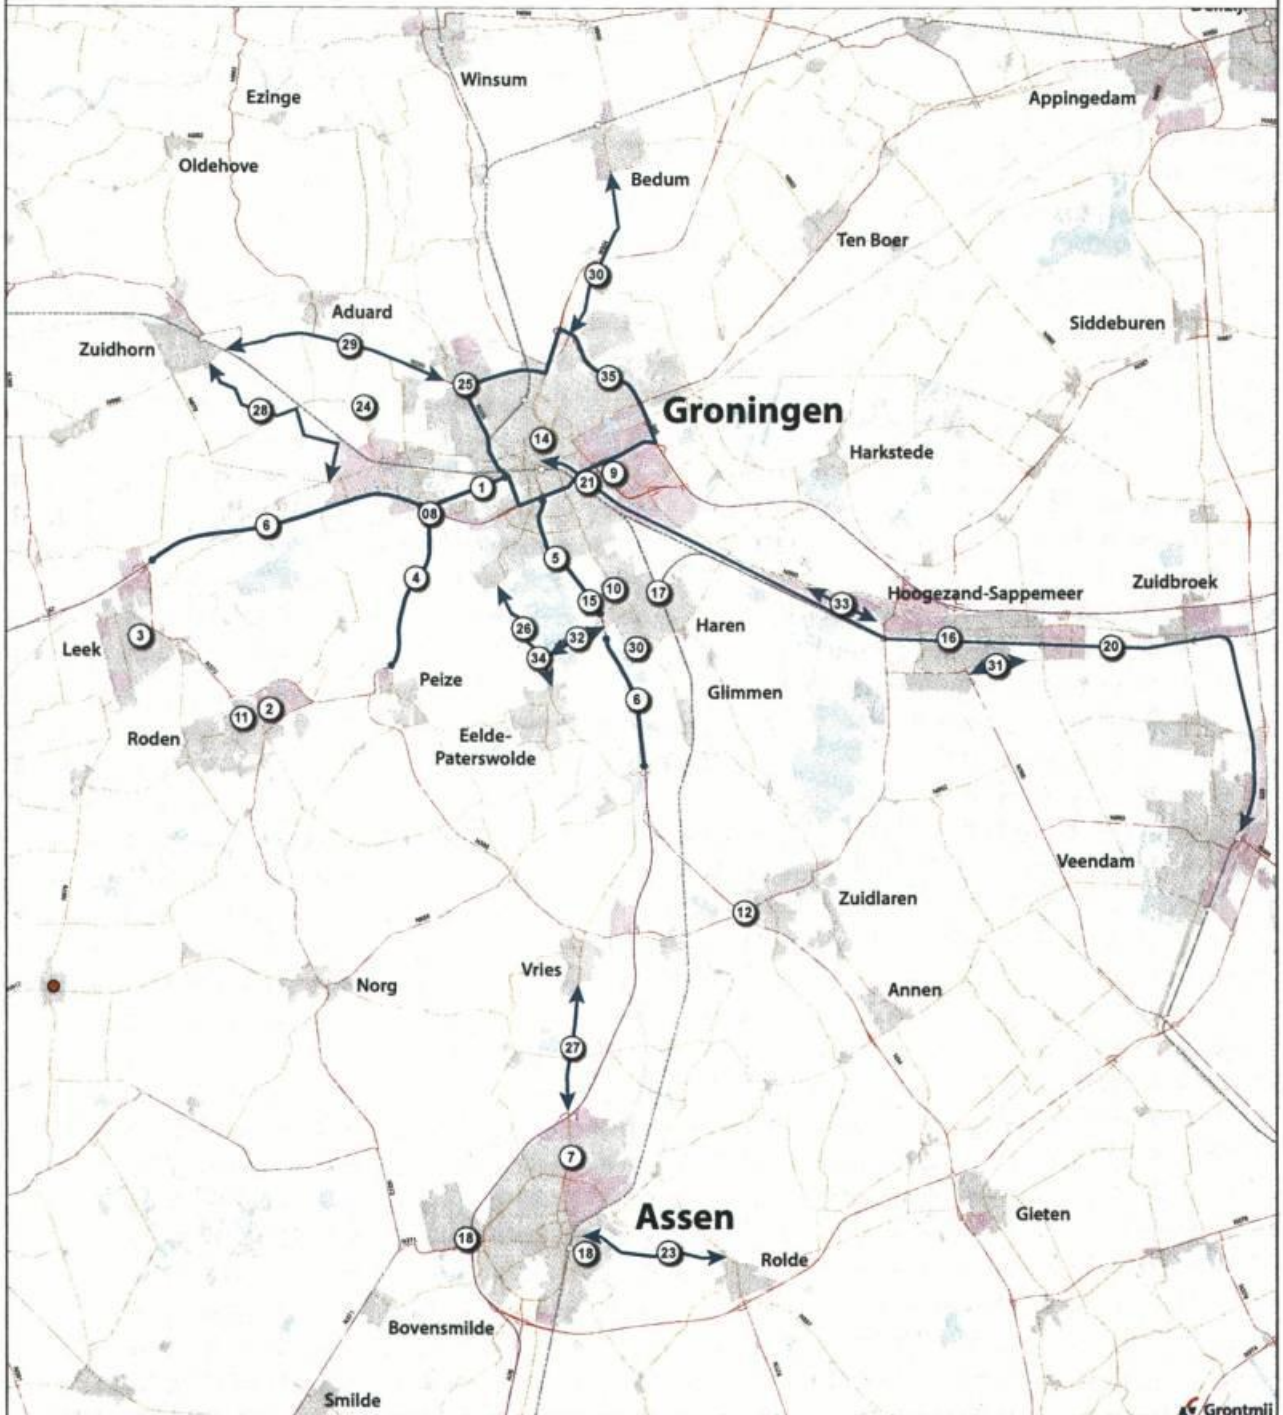 Winsum
Ezinge
Appingedam
Oldehove
Bedum
Ten Boer
30
Aduard
Siddeburen
Zuidhorn
29
25
35
28
24
Groningen
14
Harkstede
9
21
1
6
08
5
4
10
Zuidbroek
15
17
33
Hoogezand-Sappemeer
26
Haren
Leek
3
32
30
16
20
34
31
Peize
Glimmen
6
11
2
Roden
Eelde-
Paterswolde
Veendam
12
Zuidlaren
Vries
Norg
Annen
27
7
Assen
Gieten
18
18
23
Rolde
Bovensmilde
Smilde
Grontmij